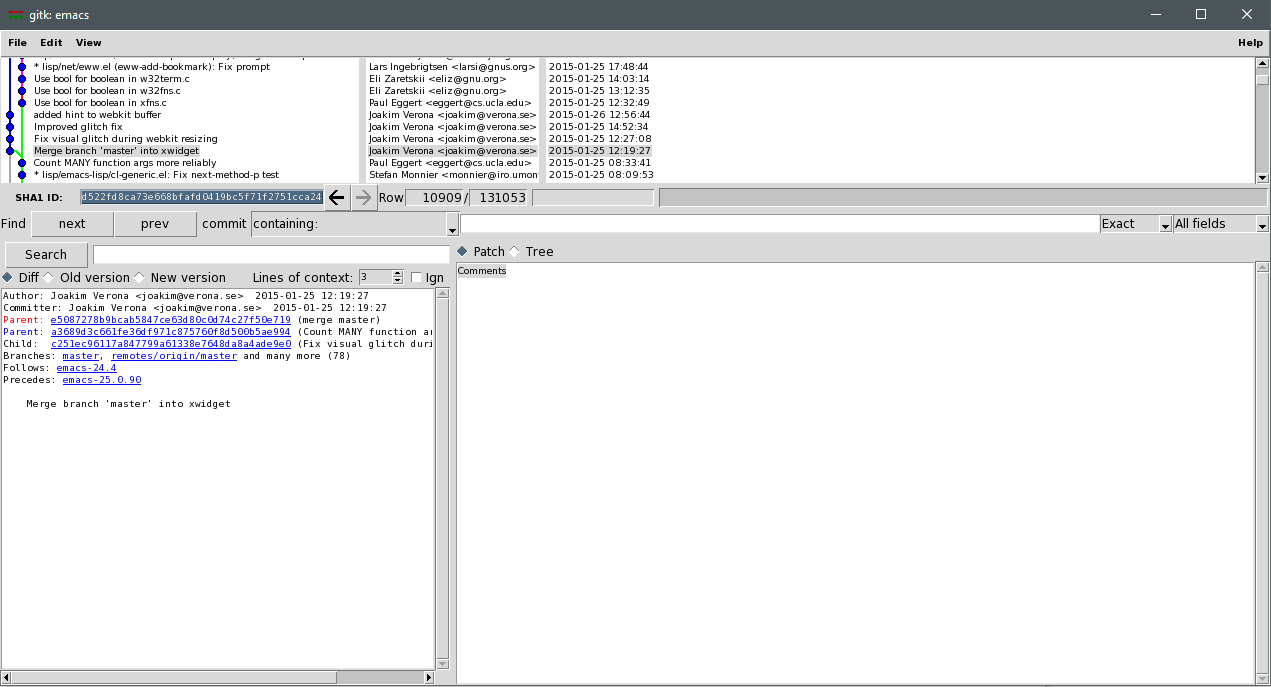 gitk: emacs
File Edit View Help
* lisp/net/eww.el (eww-add-bookmark): Fix prompt Lars Ingebrigtsen <larsi@gnus.org> 2015-01-25 17:48:44
Use bool for boolean in w32term.c Eli Zaretskii <eliz@gnu.org> 2015-01-25 14:03:14
Use bool for boolean in w32fns.c Eli Zaretskii <eliz@gnu.org> 2015-01-25 13:12:35
Use bool for boolean in xfns.c Paul Eggert <eggert@cs.ucla.edu> 2015-01-25 12:32:49
added hint to webkit buffer Joakim Verona <joakim@verona.se> 2015-01-26 12:56:44
Improved glitch fix Joakim Verona <joakim@verona.se> 2015-01-25 14:52:34
Fix visual glitch during webkit resizing Joakim Verona <joakim@verona.se> 2015-01-25 12:27:08
Merge branch 'master' into xwidget Joakim Verona <joakim@verona.se> 2015-01-25 12:19:27
Count MANY function args more reliably Paul Eggert <eggert@cs.ucla.edu> 2015-01-25 08:33:41
* lisp/emacs-lisp/cl-generic.el: Fix next-method-p test Stefan Monnier <monnier@iro.umon 2015-01-25 08:09:53
SHA1 ID: d522fd8ca73e668bfafd0419bc5f71f2751cca24 Row 10909 / 131053
Find next prev commit containing: Exact All fields
Search Patch Tree
Diff Old version New version Lines of context: 3 Ign
Comments
Author: Joakim Verona <joakim@verona.se> 2015-01-25 12:19:27
Committer: Joakim Verona <joakim@verona.se> 2015-01-25 12:19:27
Parent: e5087278b9bcab5847ce63d80c0d74c27f50e719 (merge master)
Parent: a3689d3c661fe36df971c875760f8d500b5ae994 (Count MANY function ar
Child: c251ec96117a847799a61338e7648da8a4ade9e0 (Fix visual glitch duri
Branches: master, remotes/origin/master and many more (78)
Follows: emacs-24.4
Precedes: emacs-25.0.90
Merge branch 'master' into xwidget